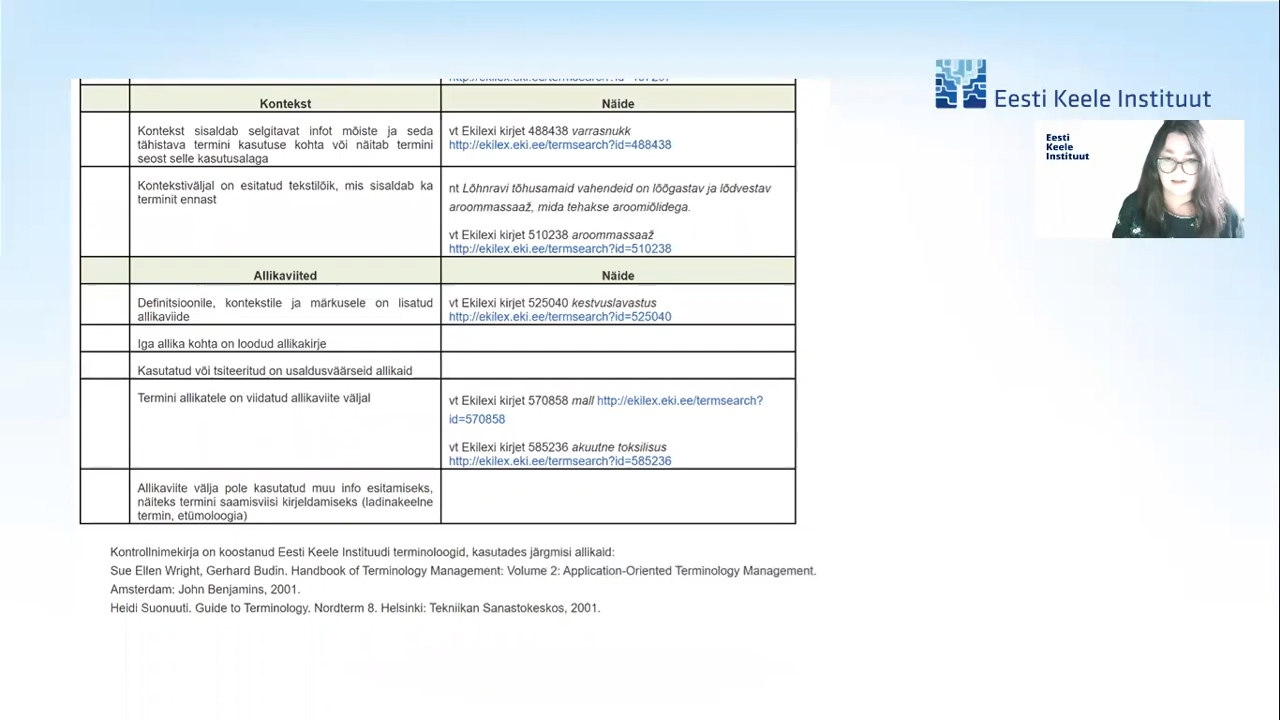 Kontekst Näide
Kontekst sisaldab selgitavat infot mõiste ja seda
tähistava termini kasutuse kohta või näitab termini
seost selle kasutusalaga
vt Ekilexi kirjet 488438 varrasnukk
http://ekilex.eki.ee/termsearch?id=488438
Kontekstiväljal on esitatud tekstilõik, mis sisaldab ka
terminit ennast
nt Lõhnravi tõhusamaid vahendeid on lõõgastav ja lõdvestav
aroommassaaž, mida tehakse aroomiõlidega.
vt Ekilexi kirjet 510238 aroommassaaž
http://ekilex.eki.ee/termsearch?id=510238
Allikaviited Näide
Definitsioonile, kontekstile ja märkusele on lisatud
allikaviide
vt Ekilexi kirjet 525040 kestvuslavastus
http://ekilex.eki.ee/termsearch?id=525040
Iga allika kohta on loodud allikakirje
Kasutatud või tsiteeritud on usaldusväärseid allikaid
Termini allikatele on viidatud allikaviite väljal
vt Ekilexi kirjet 570858 mall http://ekilex.eki.ee/termsearch?
id=570858
vt Ekilexi kirjet 585236 akuutne toksilisus
http://ekilex.eki.ee/termsearch?id=585236
Allikaviite välja pole kasutatud muu info esitamiseks,
näiteks termini saamisviisi kirjeldamiseks (ladinakeelne
termin, etümoloogia)
Kontrollnimekirja on koostanud Eesti Keele Instituudi terminoloogid, kasutades järgmisi allikaid:
Sue Ellen Wright, Gerhard Budin. Handbook of Terminology Management: Volume 2: Application-Oriented Terminology Management.
Amsterdam: John Benjamins, 2001.
Heidi Suonuuti. Guide to Terminology. Nordterm 8. Helsinki: Tekniikan Sanastokeskos, 2001.
Eesti Keele Instituut
Eesti
Keele
Instituut